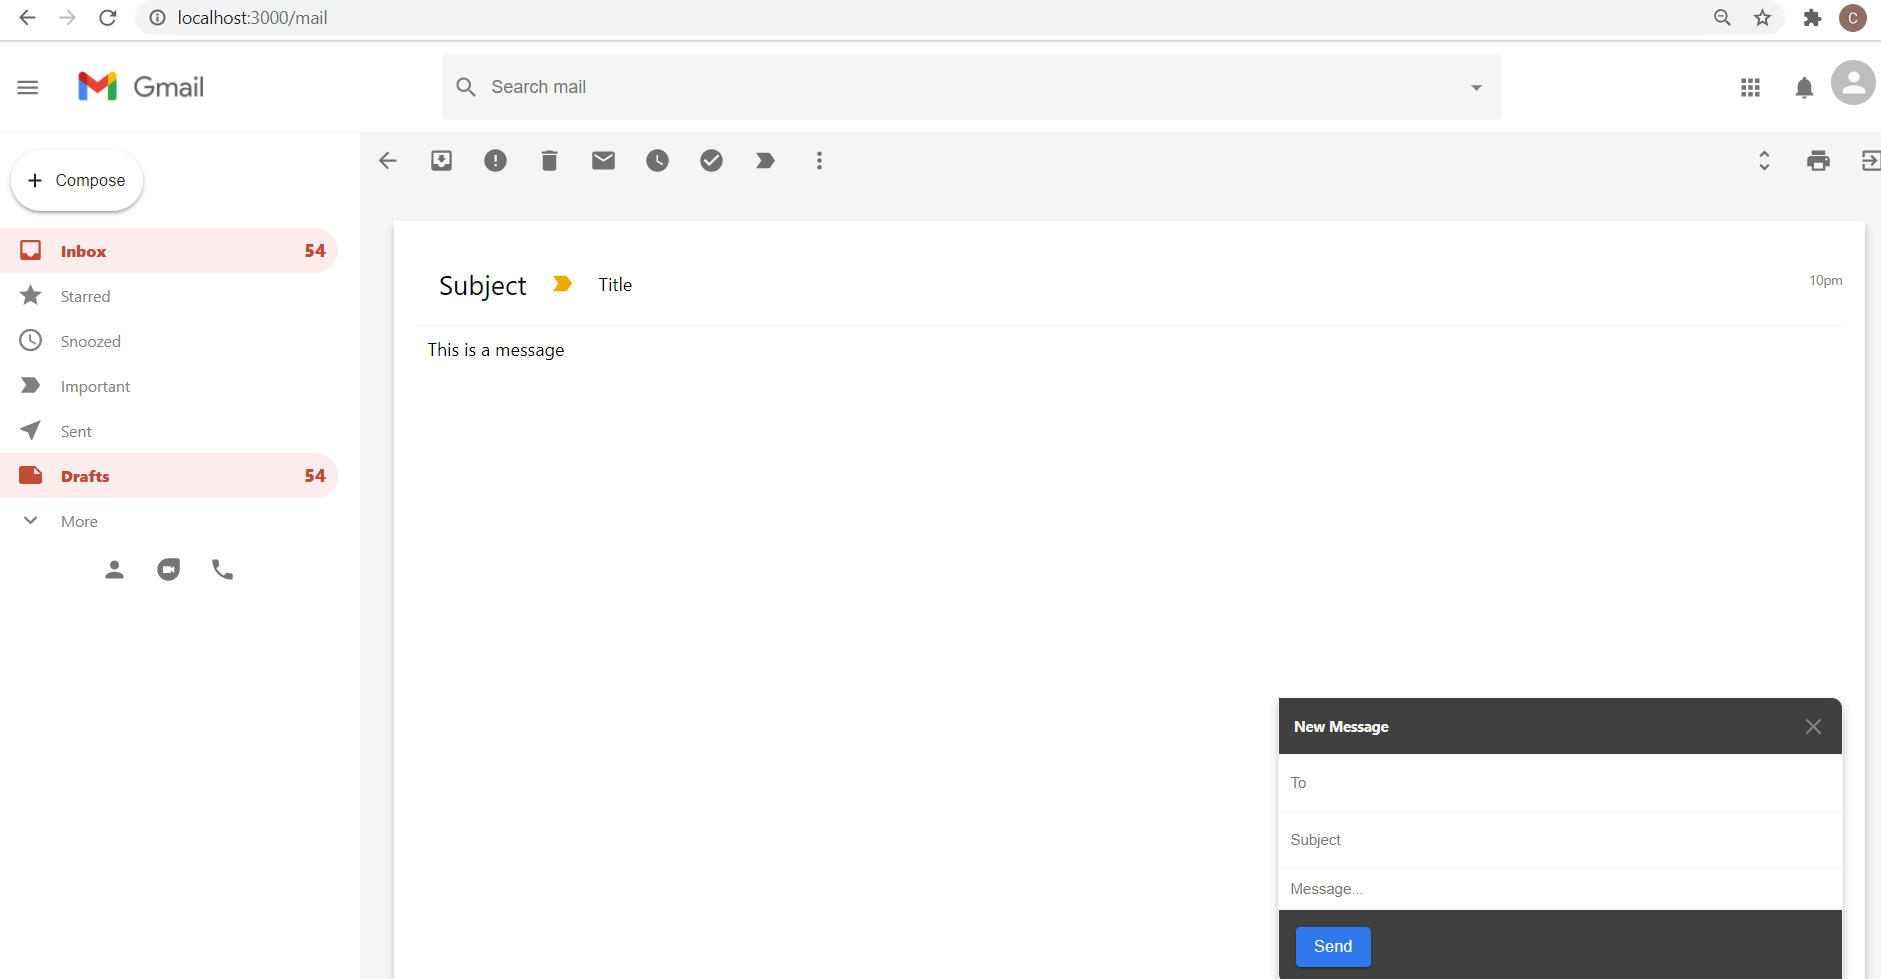 localhost:3000/mail
C
Gmail
Search mail
Compose
Inbox 54
Starred
Snoozed
Important
Sent
Drafts 54
More
Subject Title 10pm
This is a message
New Message
To
Subject
Message...
Send